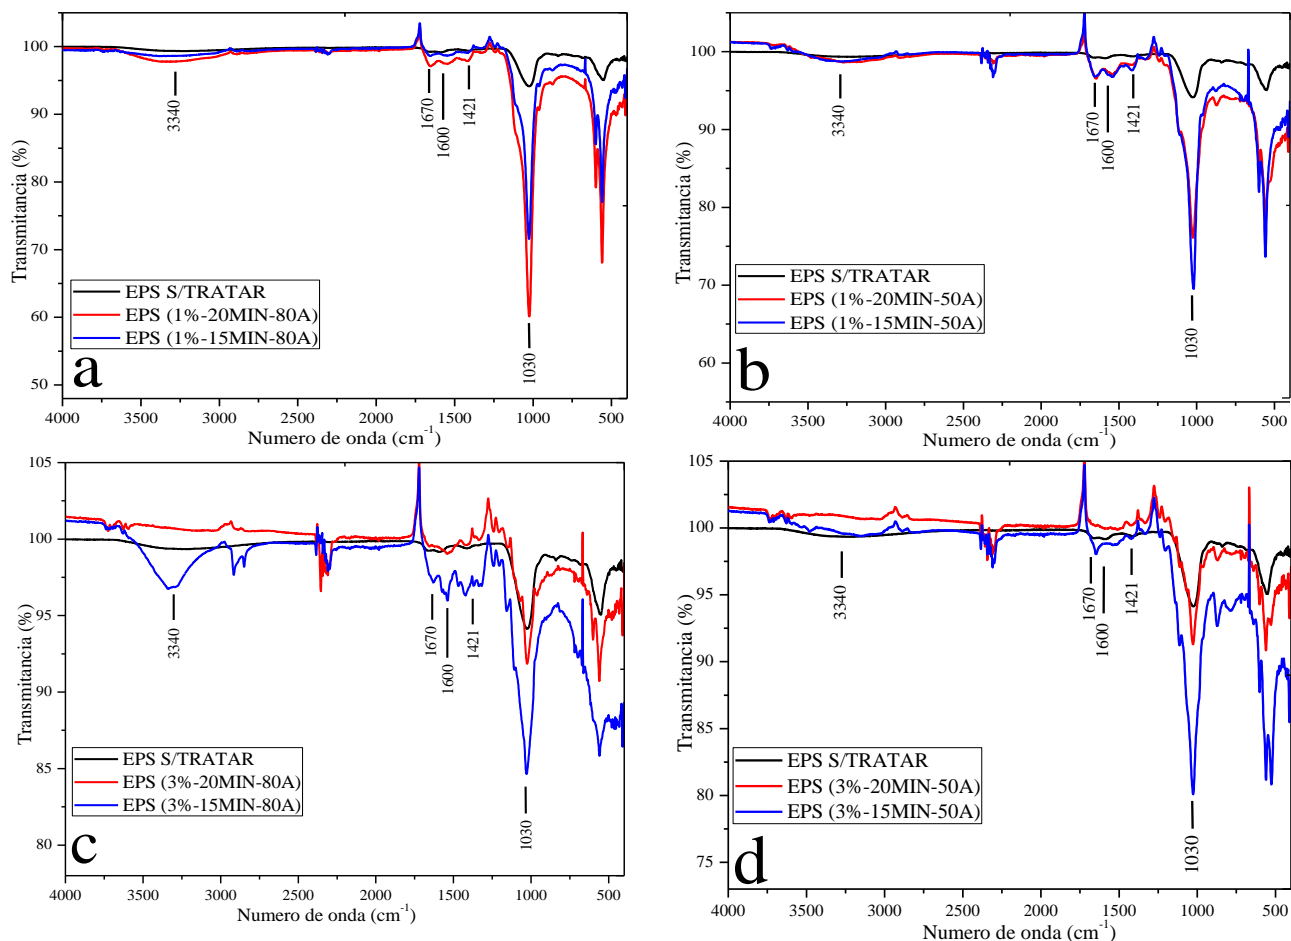 100
90
80
70
60
50
Transmitancia (%)
3340
1670
1600
1421
1030
EPS S/TRATAR
EPS (1%-20MIN-80A)
EPS (1%-15MIN-80A)
a
4000 3500 3000 2500 2000 1500 1000 500
Numero de onda (cm-1)
100
90
80
70
60
Transmitancia (%)
3340
1670
1600
1421
1030
EPS S/TRATAR
EPS (1%-20MIN-50A)
EPS (1%-15MIN-50A)
b
4000 3500 3000 2500 2000 1500 1000 500
Numero de onda (cm-1)
105
100
95
90
85
80
Transmitancia (%)
3340
1670
1600
1421
1030
EPS S/TRATAR
EPS (3%-20MIN-80A)
EPS (3%-15MIN-80A)
c
4000 3500 3000 2500 2000 1500 1000 500
Numero de onda (cm-1)
105
100
95
90
85
80
75
Transmitancia (%)
3340
1670
1600
1421
1030
EPS S/TRATAR
EPS (3%-20MIN-50A)
EPS (3%-15MIN-50A)
d
4000 3500 3000 2500 2000 1500 1000 500
Numero de onda (cm-1)